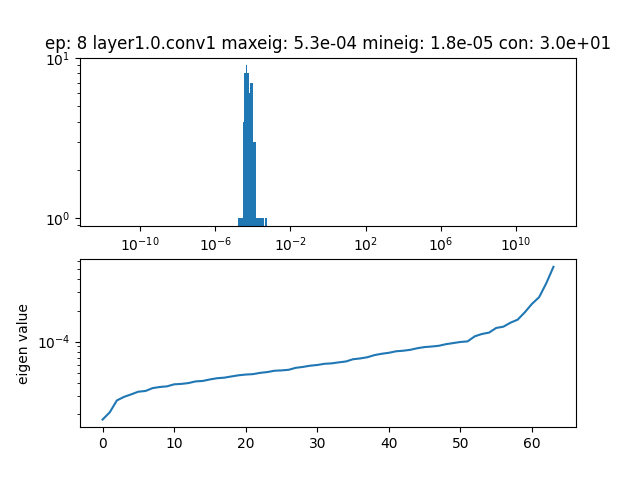 ep: 8 layer1.0.conv1 maxeig: 5.3e-04 mineig: 1.8e-05 con: 3.0e+01
10¹
10⁰
10⁻¹⁰ 10⁻⁶ 10⁻² 10² 10⁶ 10¹⁰
eigen value
10⁻⁴
0 10 20 30 40 50 60